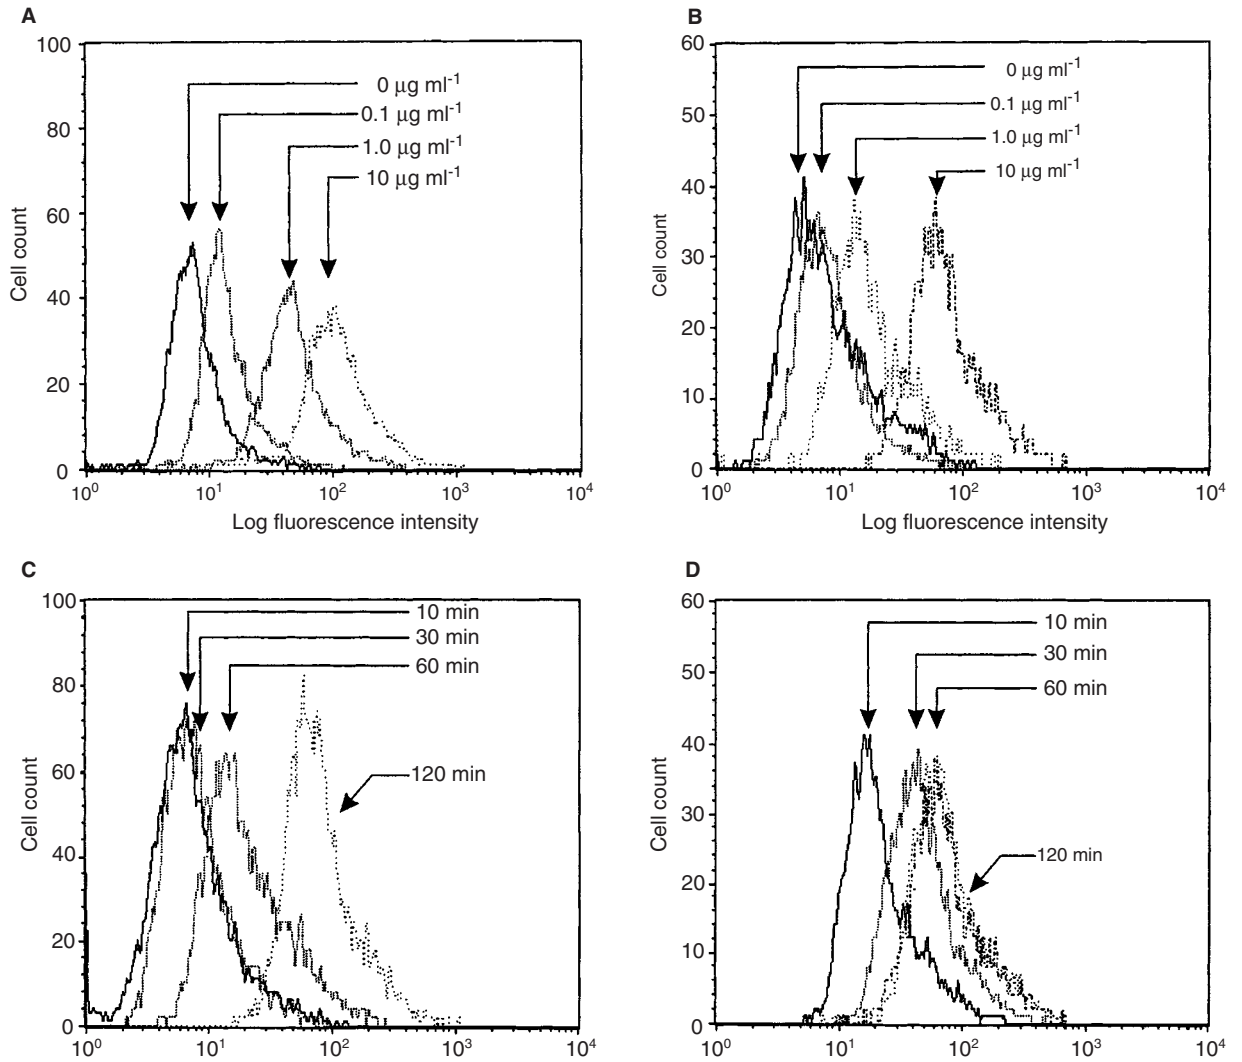 A
100
80
60
40
20
0
Cell count
0 µg ml-1
0.1 µg ml-1
1.0 µg ml-1
10 µg ml-1
10^0 10^1 10^2 10^3 10^4
Log fluorescence intensity
B
60
50
40
30
20
10
0
Cell count
0 µg ml-1
0.1 µg ml-1
1.0 µg ml-1
10 µg ml-1
10^0 10^1 10^2 10^3 10^4
Log fluorescence intensity
C
100
80
60
40
20
0
Cell count
10 min
30 min
60 min
120 min
10^0 10^1 10^2 10^3 10^4
D
60
50
40
30
20
10
0
Cell count
10 min
30 min
60 min
120 min
10^0 10^1 10^2 10^3 10^4